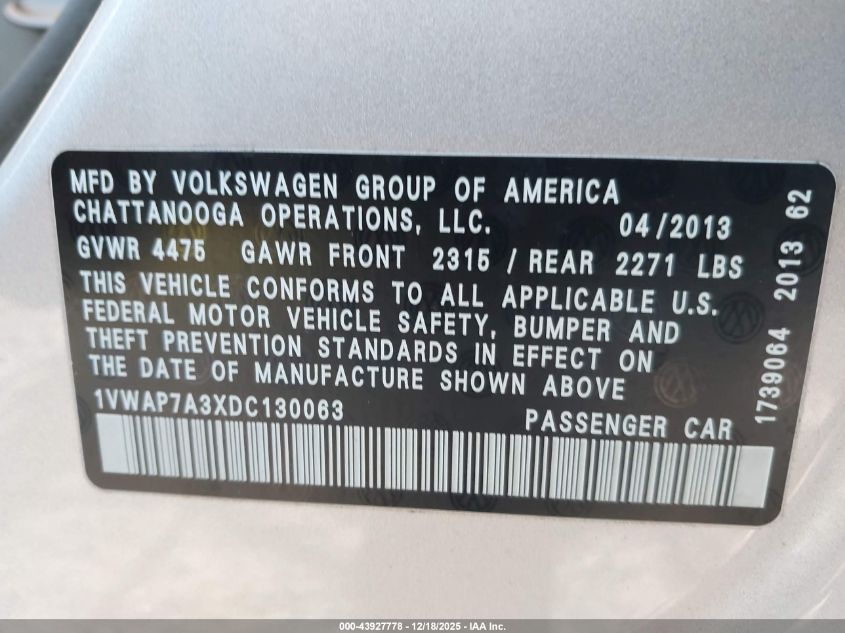 MFD BY VOLKSWAGEN GROUP OF AMERICA
CHATTANOOGA OPERATIONS, LLC. 04/2013
GVWR 4475 GAWR FRONT 2315 / REAR 2271 LBS
THIS VEHICLE CONFORMS TO ALL APPLICABLE U.S.
FEDERAL MOTOR VEHICLE SAFETY, BUMPER AND
THEFT PREVENTION STANDARDS IN EFFECT ON
THE DATE OF MANUFACTURE SHOWN ABOVE
1VWAP7A3XDC130063 PASSENGER CAR
1739064 2013 62
000-43927778 - 12/18/2025 - IAA Inc.